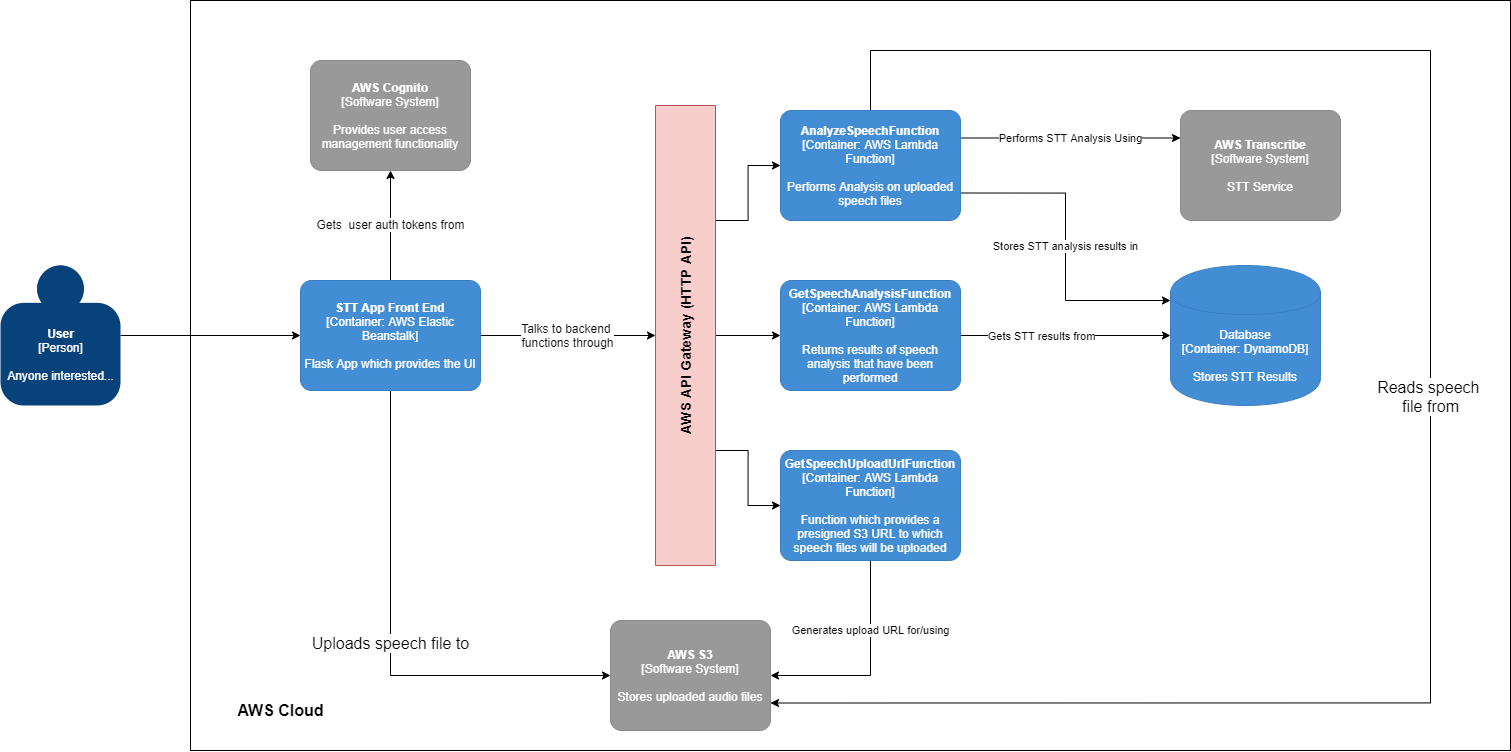 AWS Cognito
[Software System]
Provides user access
management functionality
Gets  user auth tokens from
User
[Person]
Anyone interested...
STT App Front End
[Container: AWS Elastic
Beanstalk]
Flask App which provides the UI
Talks to backend
functions through
AWS API Gateway (HTTP API)
AnalyzeSpeechFunction
[Container: AWS Lambda
Function]
Performs Analysis on uploaded
speech files
Performs STT Analysis Using
AWS Transcribe
[Software System]
STT Service
Stores STT analysis results in
GetSpeechAnalysisFunction
[Container: AWS Lambda
Function]
Returns results of speech
analysis that have been
performed
Gets STT results from
Database
[Container: DynamoDB]
Stores STT Results
Reads speech
file from
GetSpeechUploadUrlFunction
[Container: AWS Lambda
Function]
Function which provides a
presigned S3 URL to which
speech files will be uploaded
Generates upload URL for/using
Uploads speech file to
AWS S3
[Software System]
Stores uploaded audio files
AWS Cloud